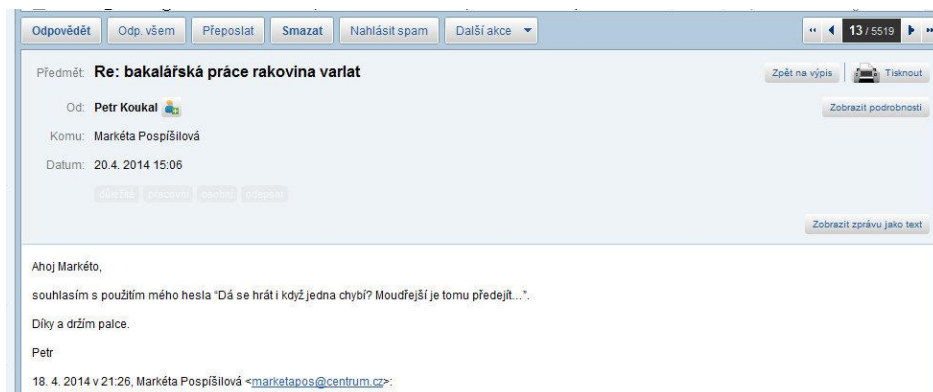 Odpovědět Odp. všem Přeposlat Smazat Nahlásit spam Další akce 13 / 5519
Předmět: Re: bakalářská práce rakovina varlat Zpět na výpis Tisknout
Od: Petr Koukal Zobrazit podrobnosti
Komu: Markéta Pospíšilová
Datum: 20.4. 2014 15:06
důležité pracovní osobní odepsat
Zobrazit zprávu jako text
Ahoj Markéto,
souhlasím s použitím mého hesla "Dá se hrát i když jedna chybí? Moudřejší je tomu předejít…".
Díky a držím palce.
Petr
18. 4. 2014 v 21:26, Markéta Pospíšilová <marketapos@centrum.cz>: